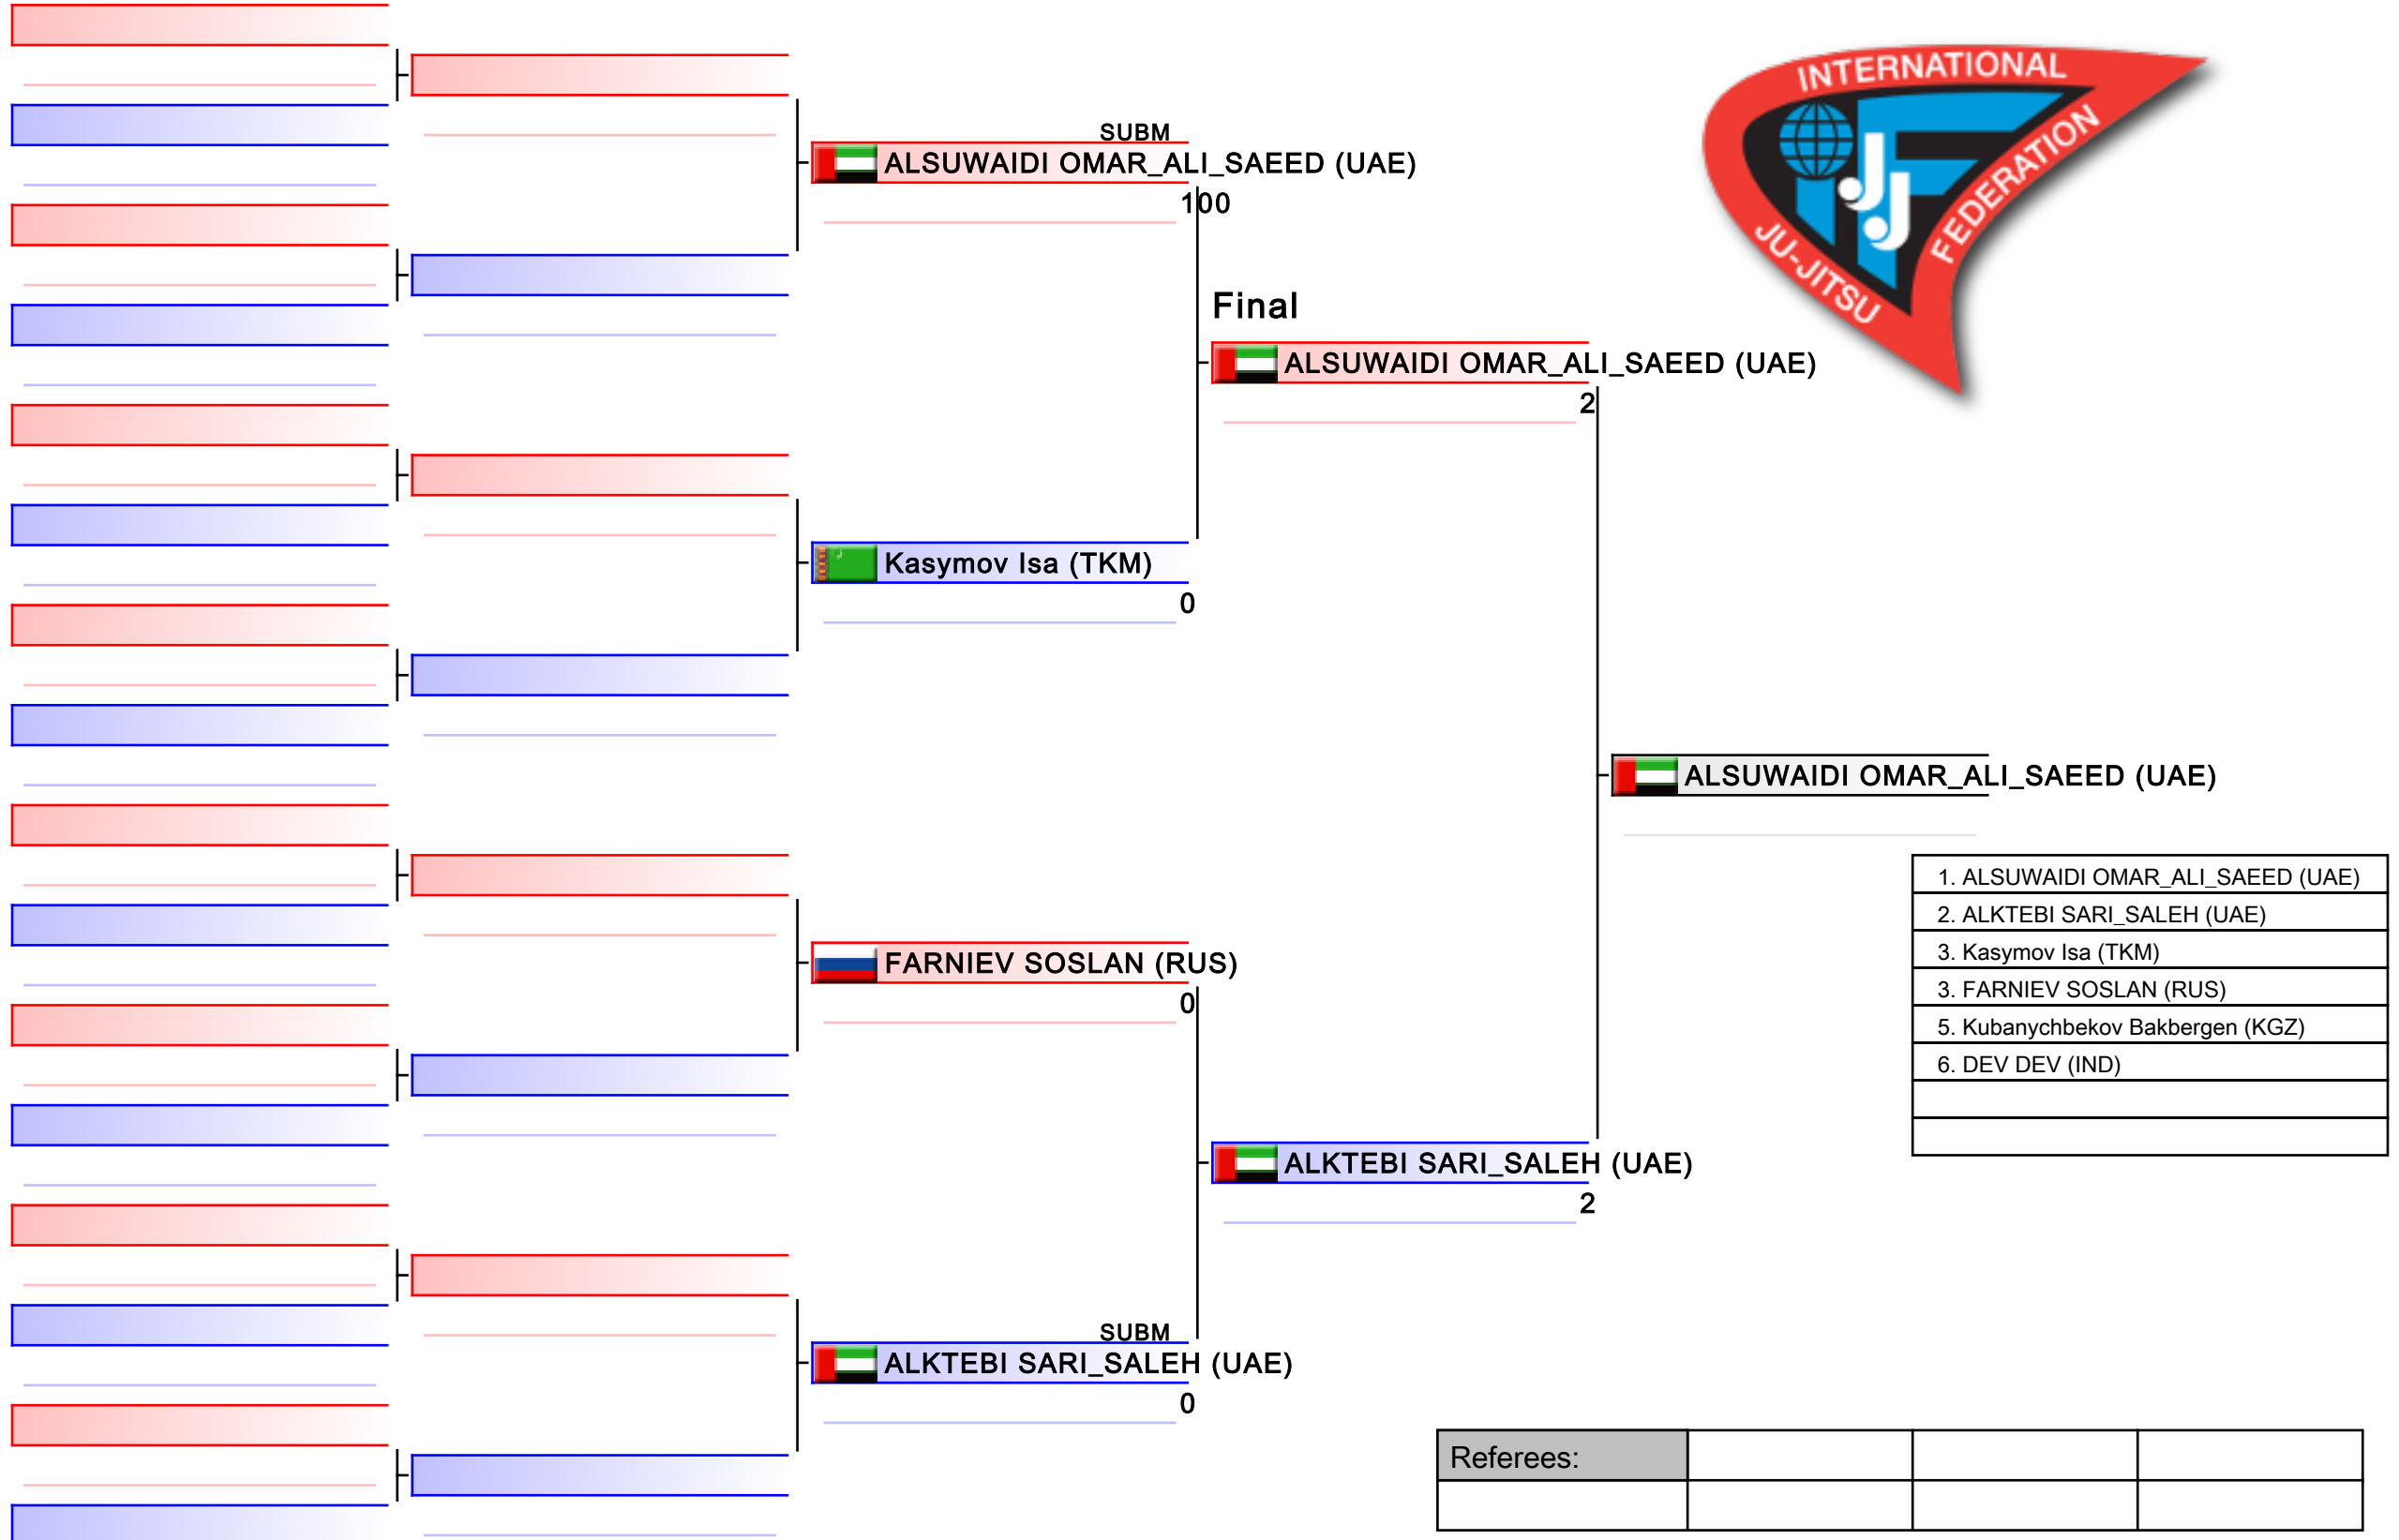 SUBM
ALSUWAIDI OMAR_ALI_SAEED (UAE)
100
Kasymov Isa (TKM)
0
FARNIEV SOSLAN (RUS)
0
SUBM
ALKTEBI SARI_SALEH (UAE)
0
Final
ALSUWAIDI OMAR_ALI_SAEED (UAE)
2
ALKTEBI SARI_SALEH (UAE)
2
ALSUWAIDI OMAR_ALI_SAEED (UAE)
INTERNATIONAL
JU-JITSU
FEDERATION
JJIF
1. ALSUWAIDI OMAR_ALI_SAEED (UAE)
2. ALKTEBI SARI_SALEH (UAE)
3. Kasymov Isa (TKM)
3. FARNIEV SOSLAN (RUS)
5. Kubanychbekov Bakbergen (KGZ)
6. DEV DEV (IND)
Referees: